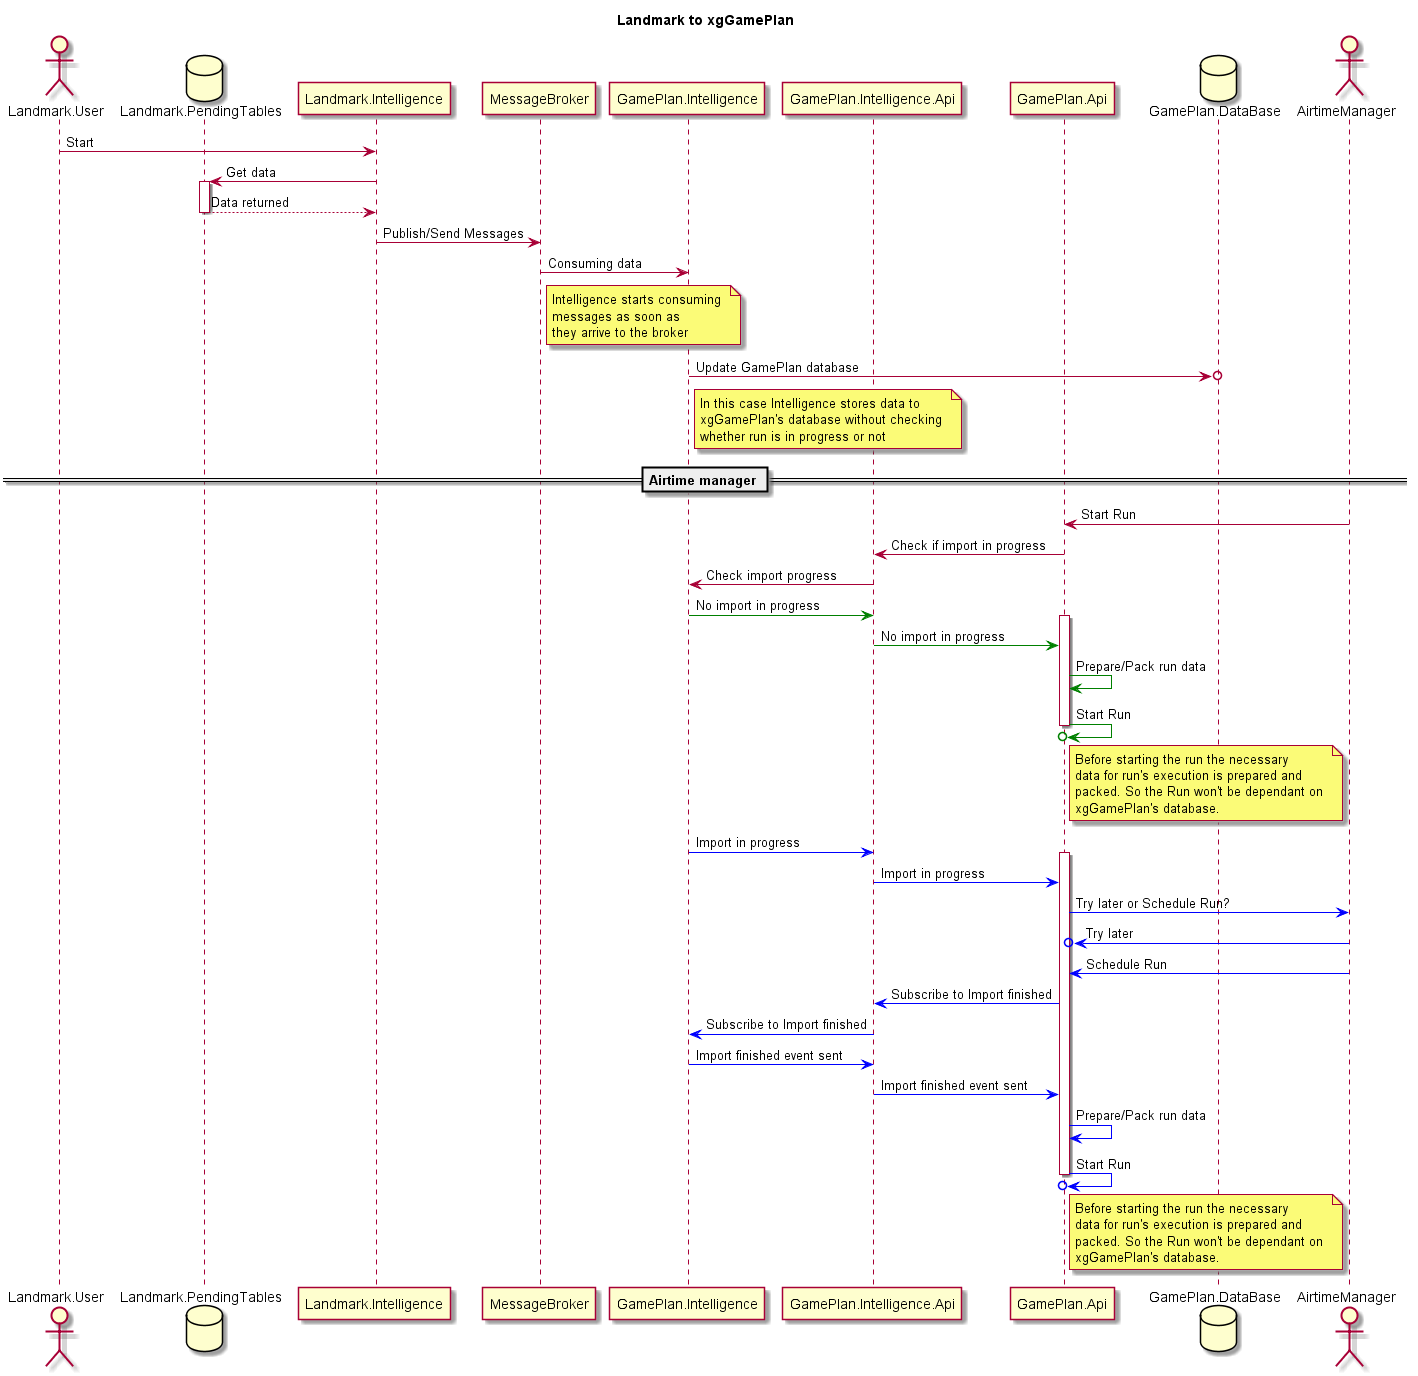 Landmark to xgGamePlan
Landmark.User
Landmark.PendingTables
Landmark.Intelligence
MessageBroker
GamePlan.Intelligence
GamePlan.Intelligence.Api
GamePlan.Api
GamePlan.DataBase
AirtimeManager
Start
Get data
Data returned
Publish/Send Messages
Consuming data
Intelligence starts consuming
messages as soon as
they arrive to the broker
Update GamePlan database
In this case Intelligence stores data to
xgGamePlan's database without checking
whether run is in progress or not
Airtime manager
Start Run
Check if import in progress
Check import progress
No import in progress
No import in progress
Prepare/Pack run data
Start Run
Before starting the run the necessary
data for run's execution is prepared and
packed. So the Run won't be dependant on
xgGamePlan's database.
Import in progress
Import in progress
Try later or Schedule Run?
Try later
Schedule Run
Subscribe to Import finished
Subscribe to Import finished
Import finished event sent
Import finished event sent
Prepare/Pack run data
Start Run
Before starting the run the necessary
data for run's execution is prepared and
packed. So the Run won't be dependant on
xgGamePlan's database.
Landmark.User
Landmark.PendingTables
Landmark.Intelligence
MessageBroker
GamePlan.Intelligence
GamePlan.Intelligence.Api
GamePlan.Api
GamePlan.DataBase
AirtimeManager